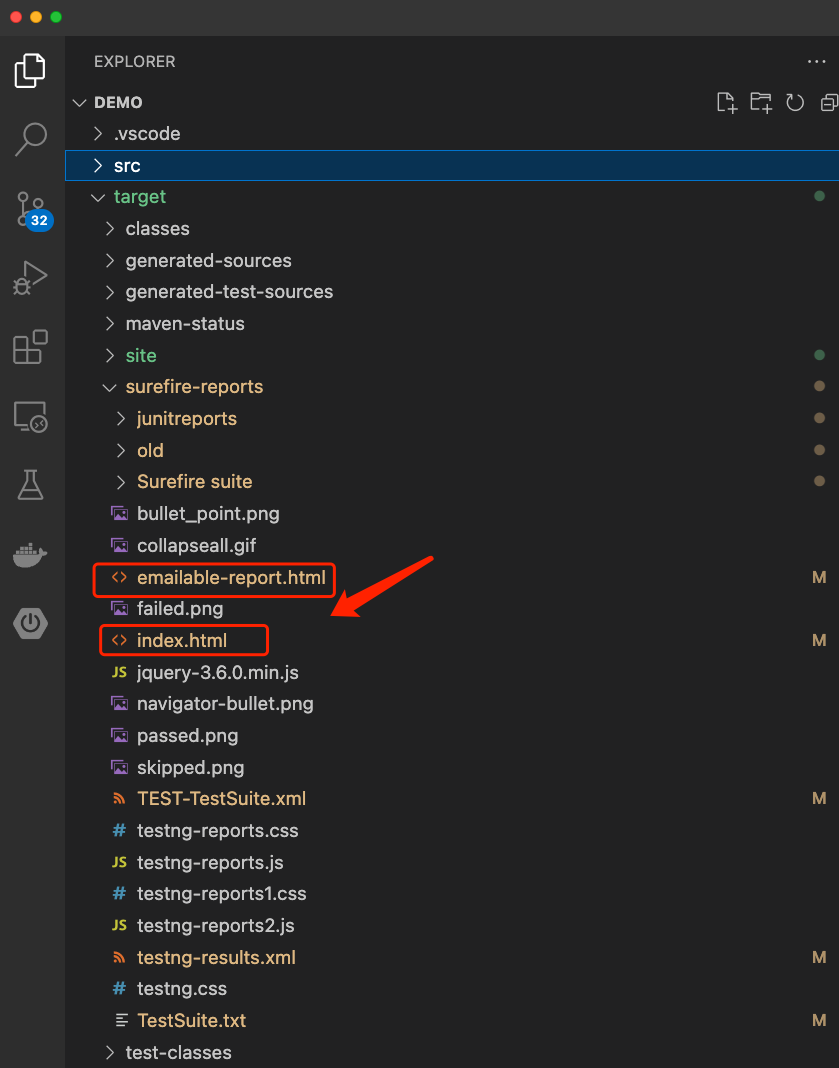 EXPLORER
DEMO
.vscode
src
target
32
classes
generated-sources
generated-test-sources
maven-status
site
surefire-reports
junitreports
old
Surefire suite
bullet_point.png
collapseall.gif
<> emailable-report.html M
failed.png
<> index.html M
JS jquery-3.6.0.min.js
navigator-bullet.png
passed.png
skipped.png
TEST-TestSuite.xml M
# testng-reports.css
JS testng-reports.js
# testng-reports1.css
JS testng-reports2.js
testng-results.xml M
# testng.css
TestSuite.txt M
test-classes